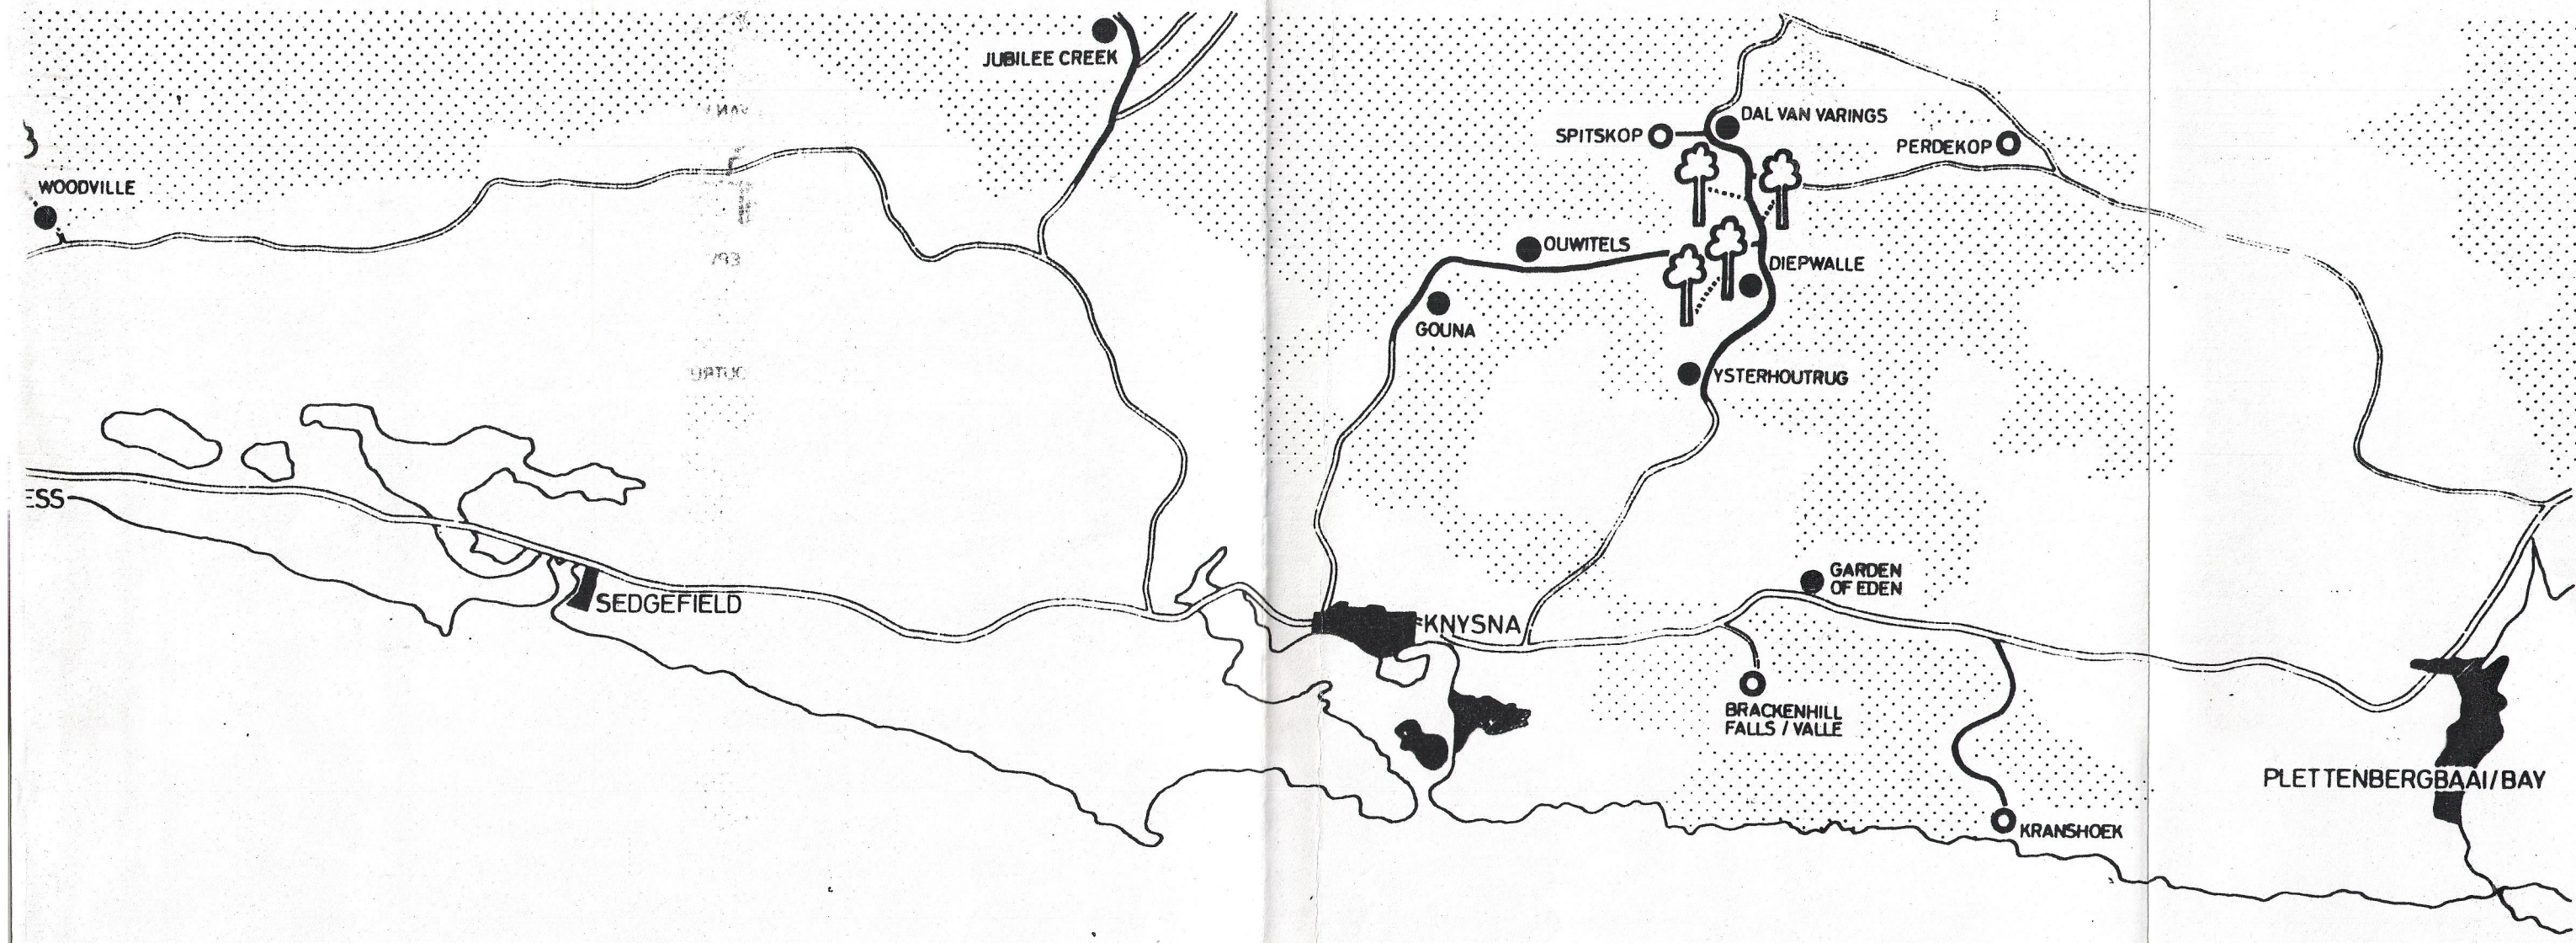 JUBILEE CREEK
DAL VAN VARINGS
SPITSKOP
PERDEKOP
WOODVILLE
OUWITELS
DIEPWALLE
GOUNA
YSTERHOUTRUG
ESS
GARDEN
OF EDEN
SEDGEFIELD
KNYSNA
BRACKENHILL
FALLS / VALLE
PLETTENBERGBAAI/BAY
KRANSHOEK